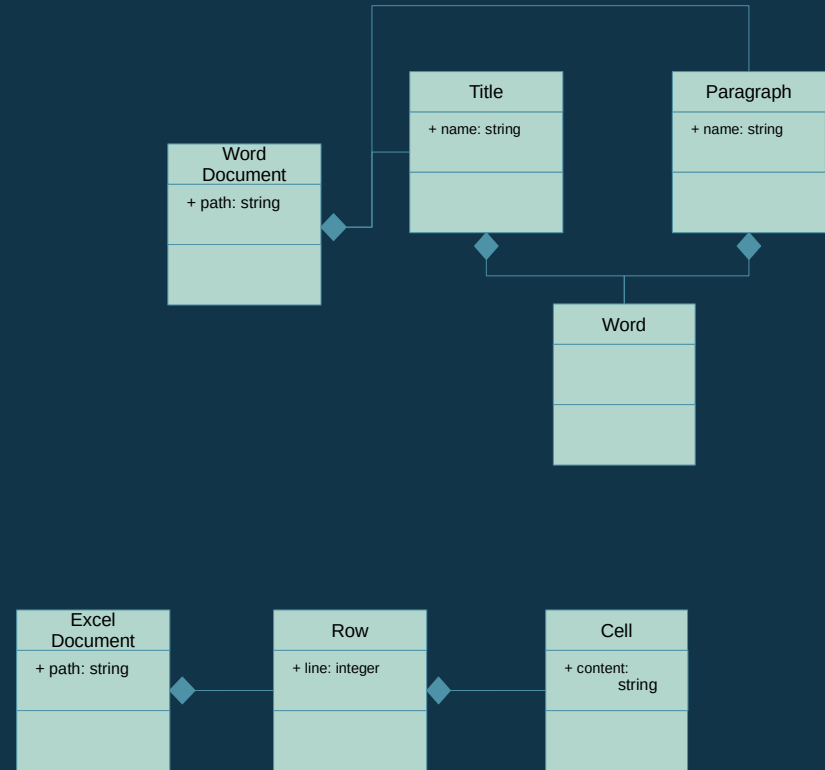 Title
+ name: string
Paragraph
+ name: string
Word
Document
+ path: string
Word
Excel
Document
+ path: string
Row
+ line: integer
Cell
+ content:
string